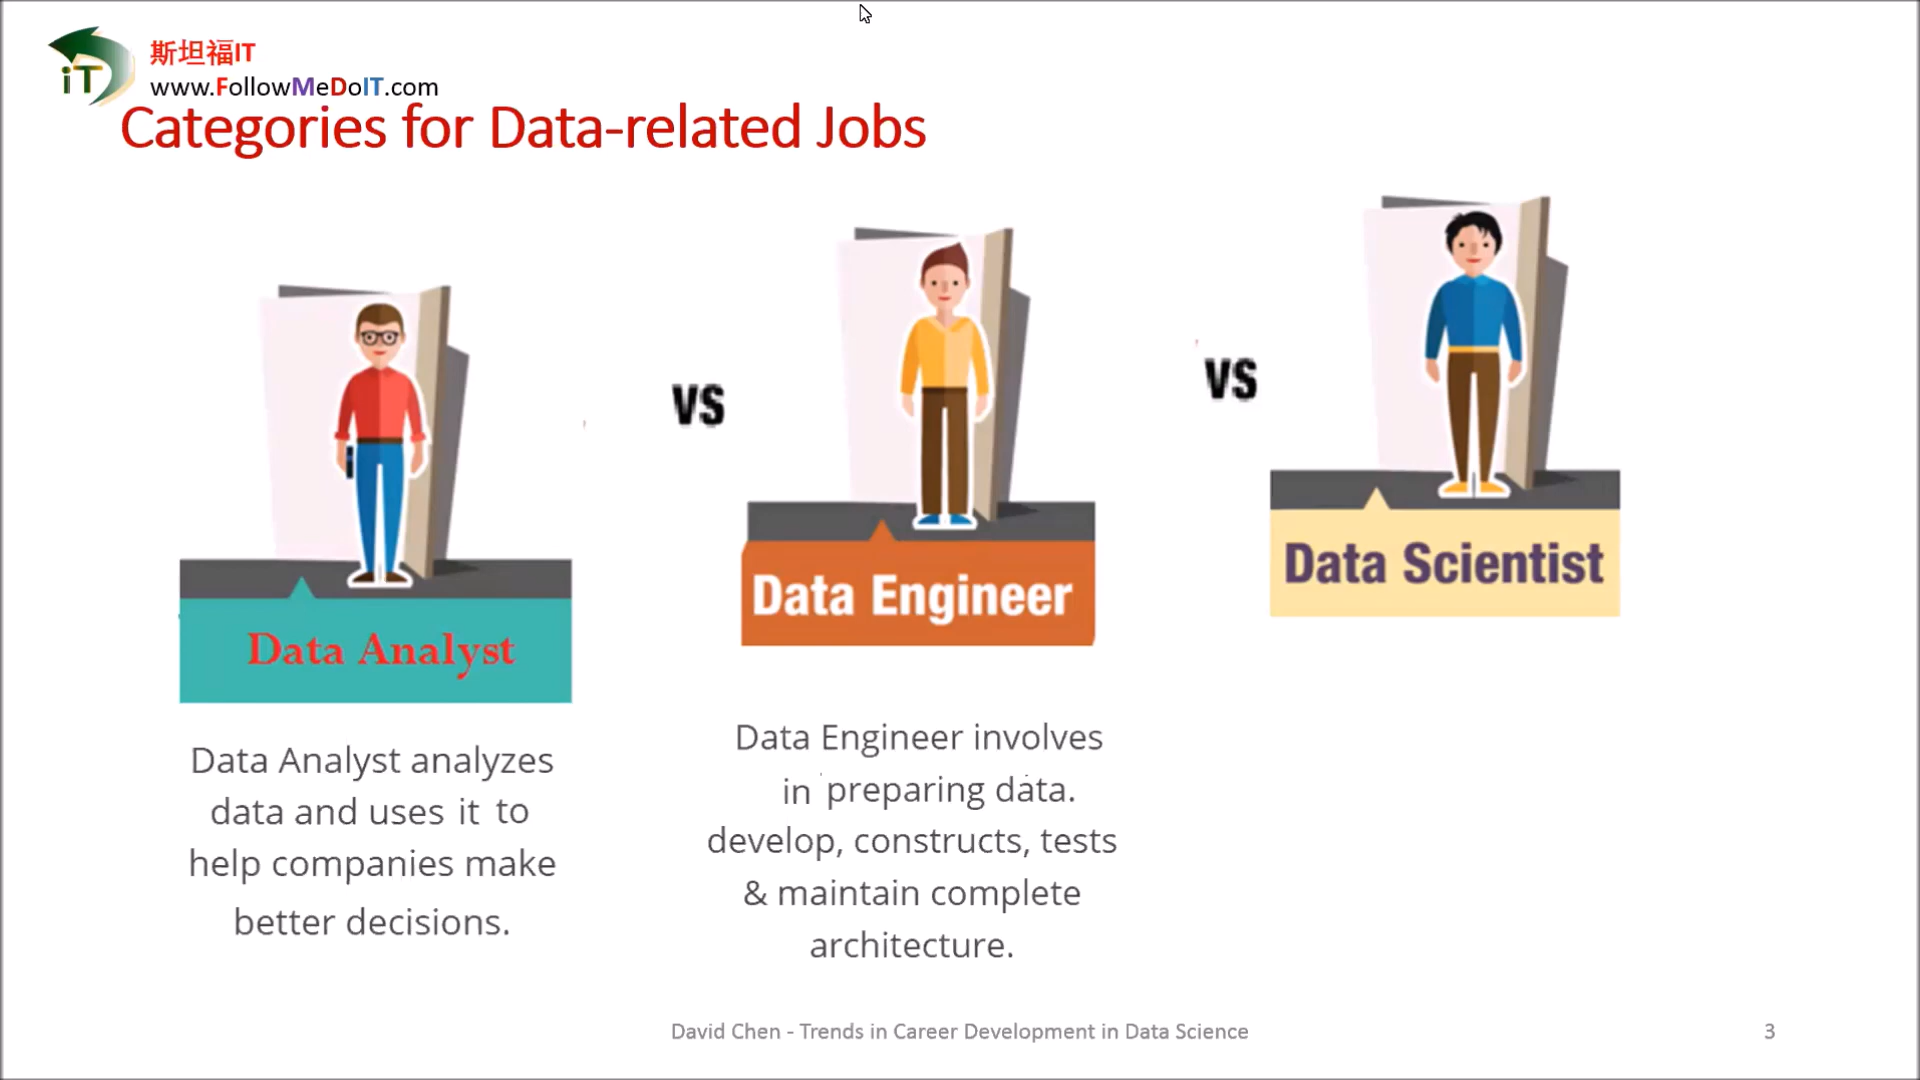 斯坦福IT
iT
www.FollowMeDoIT.com
Categories for Data-related Jobs
VS
VS
Data Analyst
Data Engineer
Data Scientist
Data Analyst analyzes
data and uses it to
help companies make
better decisions.
Data Engineer involves
in preparing data.
develop, constructs, tests
& maintain complete
architecture.
David Chen - Trends in Career Development in Data Science
3